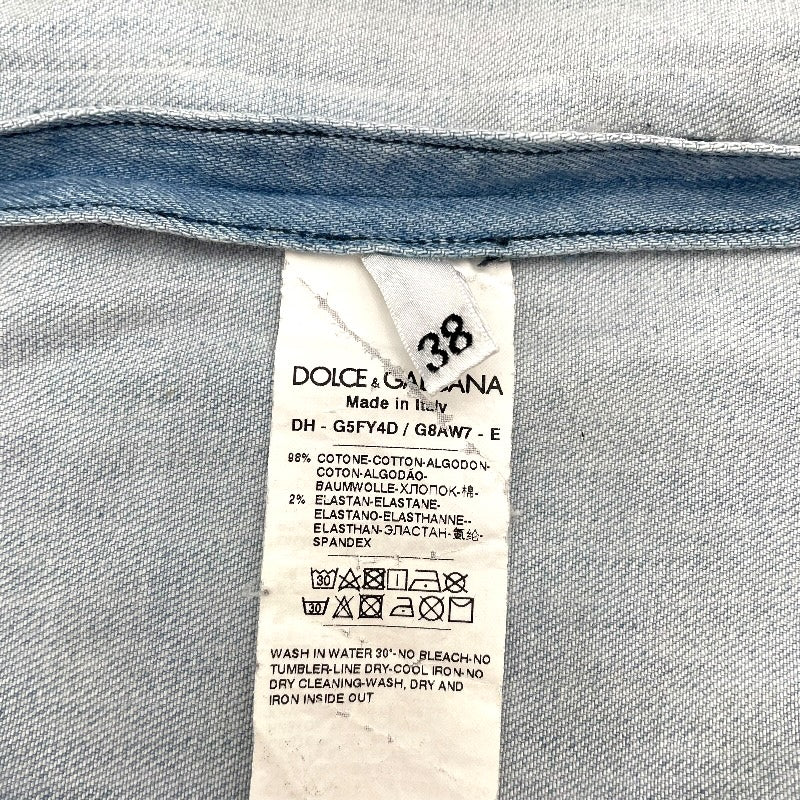 38
DOLCE & GABBANA
Made in Italy
DH - G5FY4D / G8AW7 - E
98% COTONE-COTTON-ALGODON-
COTON-ALGODÃO-
BAUMWOLLE-ХЛОПОК-棉-
2% ELASTAN-ELASTANE-
ELASTANO-ELASTHANNE--
ELASTHAN-ЭЛАСТАН-氨纶-
SPANDEX
30
30
WASH IN WATER 30°-NO BLEACH-NO
TUMBLER-LINE DRY-COOL IRON-NO
DRY CLEANING-WASH, DRY AND
IRON INSIDE OUT